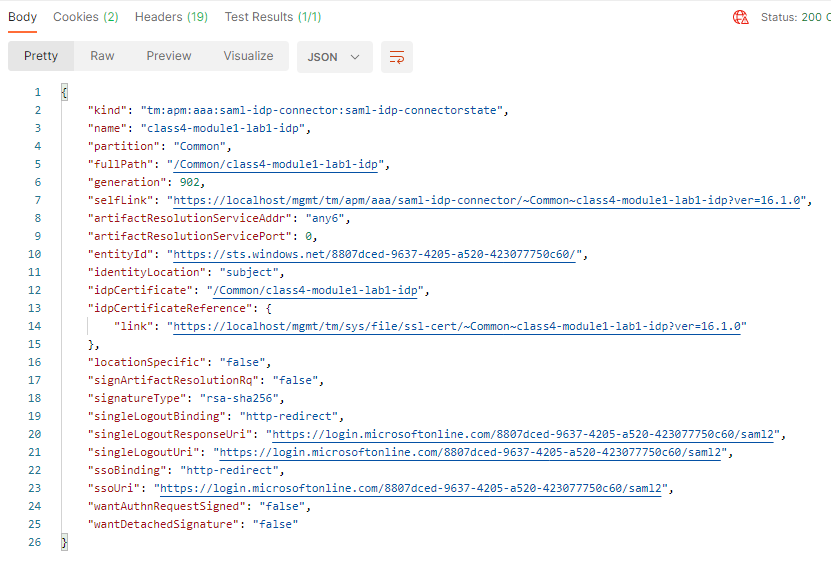 Body Cookies (2) Headers (19) Test Results (1/1) Status: 200 O
Pretty Raw Preview Visualize JSON
1 {
2 "kind": "tm:apm:aaa:saml-idp-connector:saml-idp-connectorstate",
3 "name": "class4-module1-lab1-idp",
4 "partition": "Common",
5 "fullPath": "/Common/class4-module1-lab1-idp",
6 "generation": 902,
7 "selfLink": "https://localhost/mgmt/tm/apm/aaa/saml-idp-connector/~Common~class4-module1-lab1-idp?ver=16.1.0",
8 "artifactResolutionServiceAddr": "any6",
9 "artifactResolutionServicePort": 0,
10 "entityId": "https://sts.windows.net/8807dced-9637-4205-a520-423077750c60/",
11 "identityLocation": "subject",
12 "idpCertificate": "/Common/class4-module1-lab1-idp",
13 "idpCertificateReference": {
14 "link": "https://localhost/mgmt/tm/sys/file/ssl-cert/~Common~class4-module1-lab1-idp?ver=16.1.0"
15 },
16 "locationSpecific": "false",
17 "signArtifactResolutionRq": "false",
18 "signatureType": "rsa-sha256",
19 "singleLogoutBinding": "http-redirect",
20 "singleLogoutResponseUri": "https://login.microsoftonline.com/8807dced-9637-4205-a520-423077750c60/saml2",
21 "singleLogoutUri": "https://login.microsoftonline.com/8807dced-9637-4205-a520-423077750c60/saml2",
22 "ssoBinding": "http-redirect",
23 "ssoUri": "https://login.microsoftonline.com/8807dced-9637-4205-a520-423077750c60/saml2",
24 "wantAuthnRequestSigned": "false",
25 "wantDetachedSignature": "false"
26 }